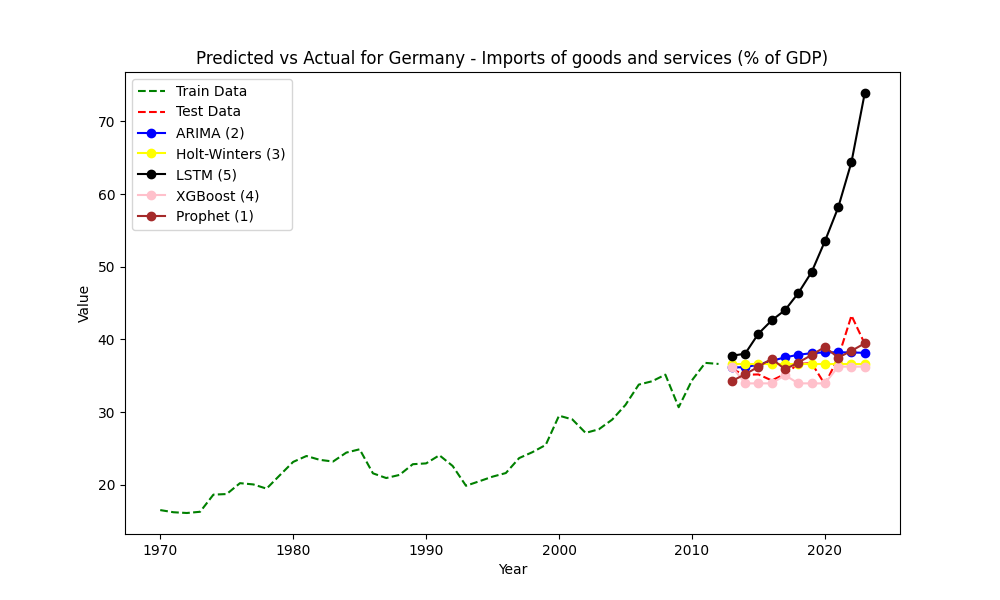 Predicted vs Actual for Germany - Imports of goods and services (% of GDP)
Train Data
Test Data
ARIMA (2)
Holt-Winters (3)
LSTM (5)
XGBoost (4)
Prophet (1)
Value
70
60
50
40
30
20
1970
1980
1990
2000
2010
2020
Year